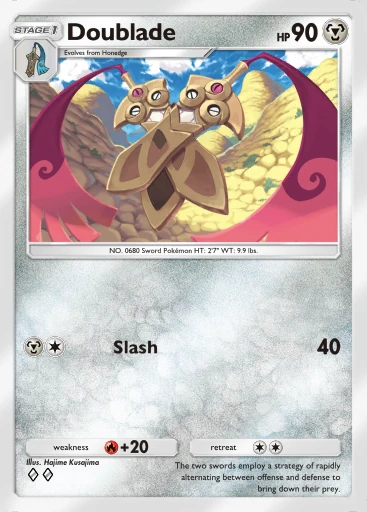 STAGE 1
Doublade
HP 90
Evolves from Honedge
NO. 0680 Sword Pokémon HT: 2'7" WT: 9.9 lbs.
Slash 40
weakness +20 retreat
Illus. Hajime Kusajima
The two swords employ a strategy of rapidly
alternating between offense and defense to
bring down their prey.